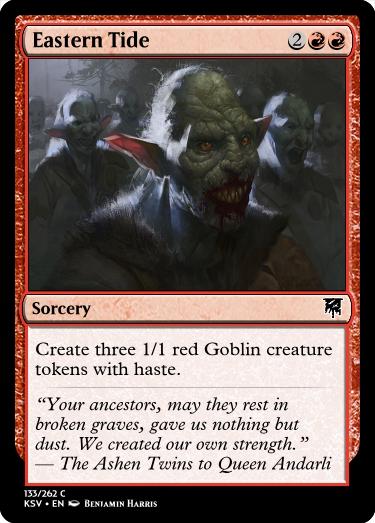 Eastern Tide 2
Sorcery
Create three 1/1 red Goblin creature
tokens with haste.
“Your ancestors, may they rest in
broken graves, gave us nothing but
dust. We created our own strength.”
— The Ashen Twins to Queen Andarli
133/262 C
KSV • EN Benjamin Harris